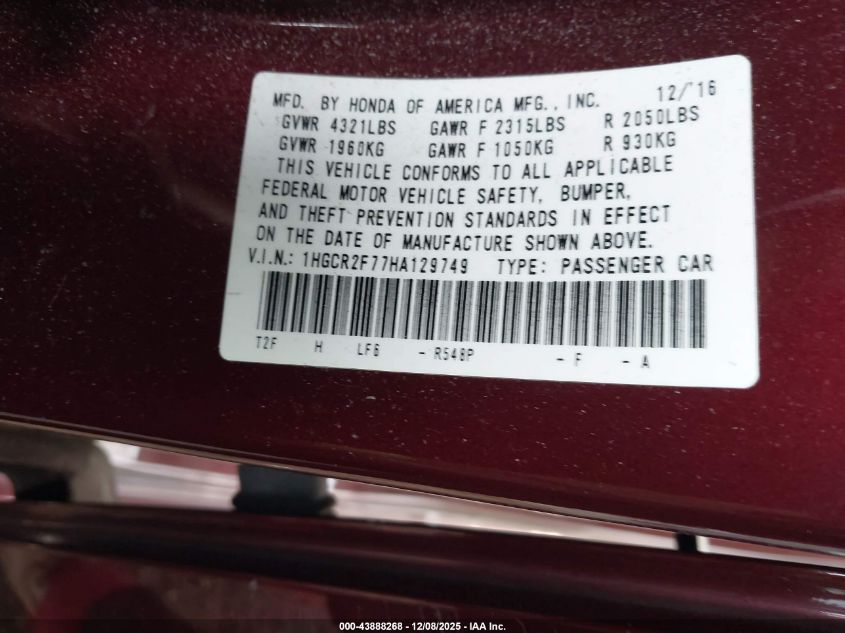 MFD. BY HONDA OF AMERICA MFG., INC. 12/16
GVWR 4321LBS GAWR F 2315LBS R 2050LBS
GVWR 1960KG GAWR F 1050KG R 930KG
THIS VEHICLE CONFORMS TO ALL APPLICABLE
FEDERAL MOTOR VEHICLE SAFETY, BUMPER,
AND THEFT PREVENTION STANDARDS IN EFFECT
ON THE DATE OF MANUFACTURE SHOWN ABOVE.
V.I.N.: 1HGCR2F77HA129749 TYPE: PASSENGER CAR
T2F H LF6 - R548P - F - A
000-43888268 - 12/08/2025 - IAA Inc.